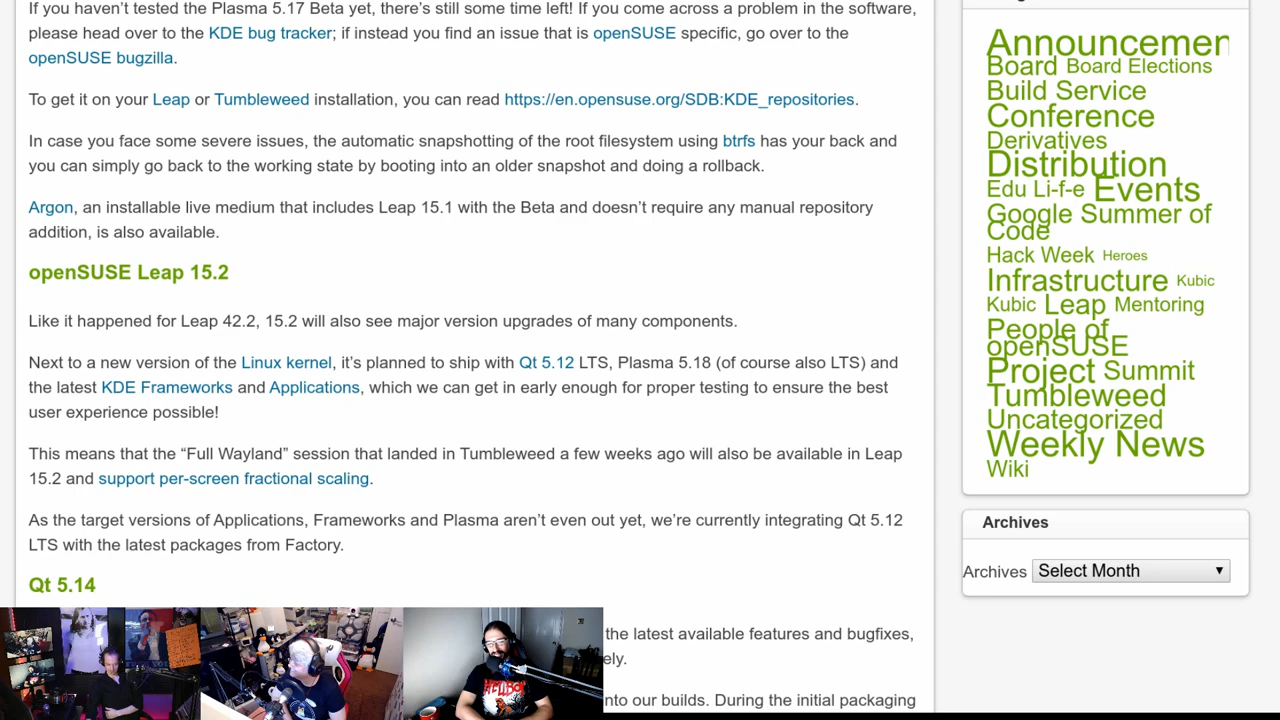 If you haven't tested the Plasma 5.17 Beta yet, there's still some time left! If you come across a problem in the software,
please head over to the KDE bug tracker; if instead you find an issue that is openSUSE specific, go over to the
openSUSE bugzilla.
To get it on your Leap or Tumbleweed installation, you can read https://en.opensuse.org/SDB:KDE_repositories.
In case you face some severe issues, the automatic snapshotting of the root filesystem using btrfs has your back and
you can simply go back to the working state by booting into an older snapshot and doing a rollback.
Argon, an installable live medium that includes Leap 15.1 with the Beta and doesn't require any manual repository
addition, is also available.
openSUSE Leap 15.2
Like it happened for Leap 42.2, 15.2 will also see major version upgrades of many components.
Next to a new version of the Linux kernel, it's planned to ship with Qt 5.12 LTS, Plasma 5.18 (of course also LTS) and
the latest KDE Frameworks and Applications, which we can get in early enough for proper testing to ensure the best
user experience possible!
This means that the “Full Wayland” session that landed in Tumbleweed a few weeks ago will also be available in Leap
15.2 and support per-screen fractional scaling.
As the target versions of Applications, Frameworks and Plasma aren't even out yet, we're currently integrating Qt 5.12
LTS with the latest packages from Factory.
Qt 5.14
the latest available features and bugfixes,
ely.
nto our builds. During the initial packaging
Announcemen
Board Board Elections
Build Service
Conference
Derivatives
Distribution
Edu Li-f-e Events
Google Summer of
Code
Hack Week Heroes
Infrastructure Kubic
Kubic Leap Mentoring
People of
openSUSE
Project Summit
Tumbleweed
Uncategorized
Weekly News
Wiki
Archives
Archives Select Month
HELLBOY